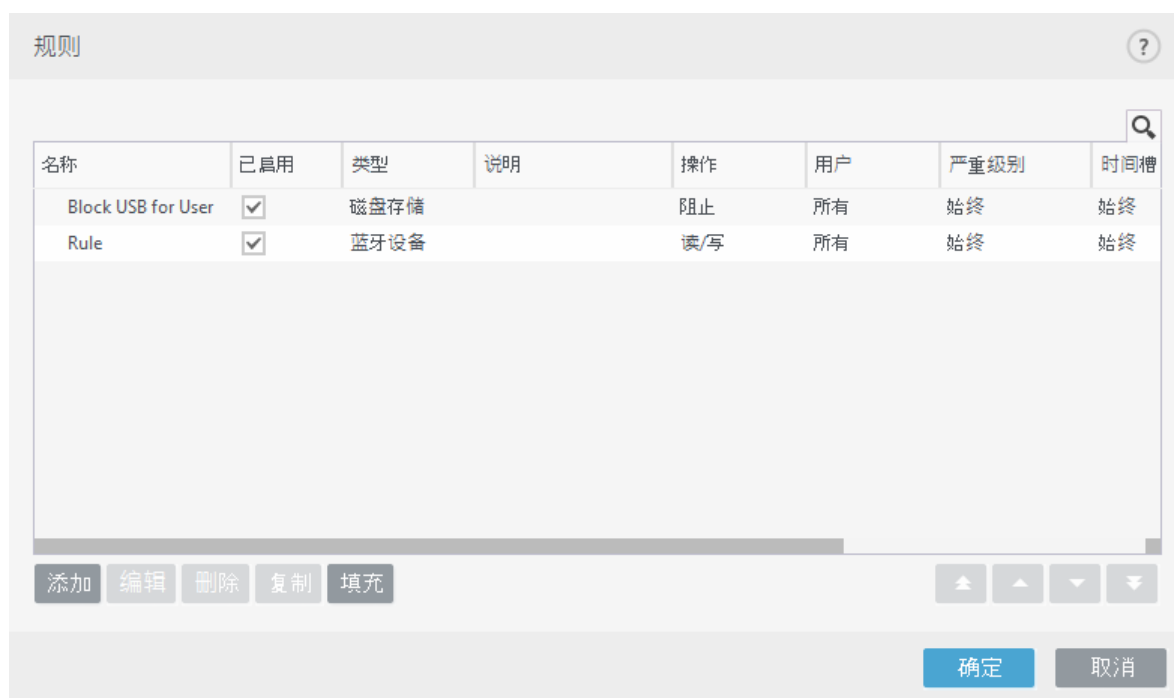 规则
?
名称 已启用 类型 说明 操作 用户 严重级别 时间槽
Block USB for User 磁盘存储 阻止 所有 始终 始终
Rule 蓝牙设备 读/写 所有 始终 始终
添加 编辑 删除 复制 填充
确定 取消